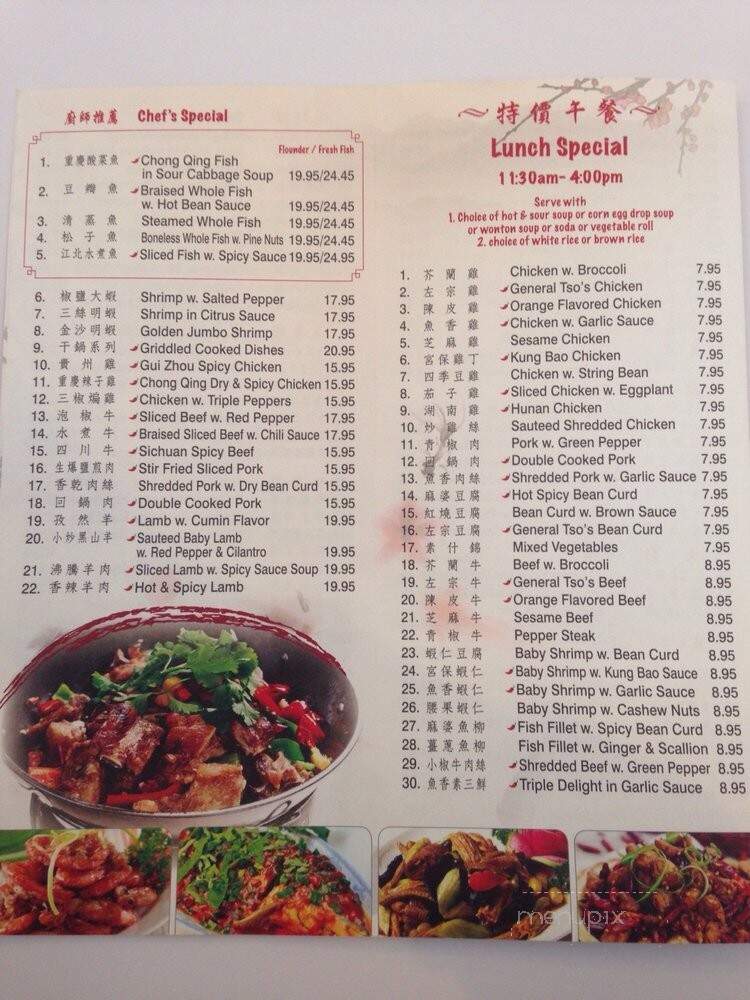 廚師推薦 Chef's Special
Flounder / Fresh Fish
1. 重慶酸菜魚 Chong Qing Fish
in Sour Cabbage Soup 19.95/24.45
2. 豆瓣魚 Braised Whole Fish
w. Hot Bean Sauce 19.95/24.45
3. 清蒸魚 Steamed Whole Fish 19.95/24.45
4. 松子魚 Boneless Whole Fish w. Pine Nuts 19.95/24.45
5. 江北水煮魚 Sliced Fish w. Spicy Sauce 19.95/24.95
6. 椒鹽大蝦 Shrimp w. Salted Pepper 17.95
7. 三絲明蝦 Shrimp in Citrus Sauce 17.95
8. 金沙明蝦 Golden Jumbo Shrimp 17.95
9. 干鍋系列 Griddled Cooked Dishes 20.95
10. 貴州雞 Gui Zhou Spicy Chicken 15.95
11. 重慶辣子雞 Chong Qing Dry & Spicy Chicken 15.95
12. 三椒煸雞 Chicken w. Triple Peppers 15.95
13. 泡椒牛 Sliced Beef w. Red Pepper 17.95
14. 水煮牛 Braised Sliced Beef w. Chili Sauce 17.95
15. 四川牛 Sichuan Spicy Beef 15.95
16. 生爆鹽煎肉 Stir Fried Sliced Pork 15.95
17. 香乾肉絲 Shredded Pork w. Dry Bean Curd 15.95
18. 回鍋肉 Double Cooked Pork 15.95
19. 孜然羊 Lamb w. Cumin Flavor 19.95
20. 小炒黑山羊 Sauteed Baby Lamb
w. Red Pepper & Cilantro 19.95
21. 沸騰羊肉 Sliced Lamb w. Spicy Sauce Soup 19.95
22. 香辣羊肉 Hot & Spicy Lamb 19.95
~ 特價午餐 ~
Lunch Special
11:30am- 4:00pm
Serve with
1. Choice of hot & sour soup or corn egg drop soup
or wonton soup or soda or vegetable roll
2. choice of white rice or brown rice
1. 芥蘭雞 Chicken w. Broccoli 7.95
2. 左宗雞 General Tso's Chicken 7.95
3. 陳皮雞 Orange Flavored Chicken 7.95
4. 魚香雞 Chicken w. Garlic Sauce 7.95
5. 芝麻雞 Sesame Chicken 7.95
6. 宮保雞丁 Kung Bao Chicken 7.95
7. 四季豆雞 Chicken w. String Bean 7.95
8. 茄子雞 Sliced Chicken w. Eggplant 7.95
9. 湖南雞 Hunan Chicken 7.95
10. 炒雞絲 Sauteed Shredded Chicken 7.95
11. 青椒肉 Pork w. Green Pepper 7.95
12. 回鍋肉 Double Cooked Pork 7.95
13. 魚香肉絲 Shredded Pork w. Garlic Sauce 7.95
14. 麻婆豆腐 Hot Spicy Bean Curd 7.95
15. 紅燒豆腐 Bean Curd w. Brown Sauce 7.95
16. 左宗豆腐 General Tso's Bean Curd 7.95
17. 素什錦 Mixed Vegetables 7.95
18. 芥蘭牛 Beef w. Broccoli 8.95
19. 左宗牛 General Tso's Beef 8.95
20. 陳皮牛 Orange Flavored Beef 8.95
21. 芝麻牛 Sesame Beef 8.95
22. 青椒牛 Pepper Steak 8.95
23. 蝦仁豆腐 Baby Shrimp w. Bean Curd 8.95
24. 宮保蝦仁 Baby Shrimp w. Kung Bao Sauce 8.95
25. 魚香蝦仁 Baby Shrimp w. Garlic Sauce 8.95
26. 腰果蝦仁 Baby Shrimp w. Cashew Nuts 8.95
27. 麻婆魚柳 Fish Fillet w. Spicy Bean Curd 8.95
28. 薑蔥魚柳 Fish Fillet w. Ginger & Scallion 8.95
29. 小椒牛肉絲 Shredded Beef w. Green Pepper 8.95
30. 魚香素三鮮 Triple Delight in Garlic Sauce 8.95
menupix